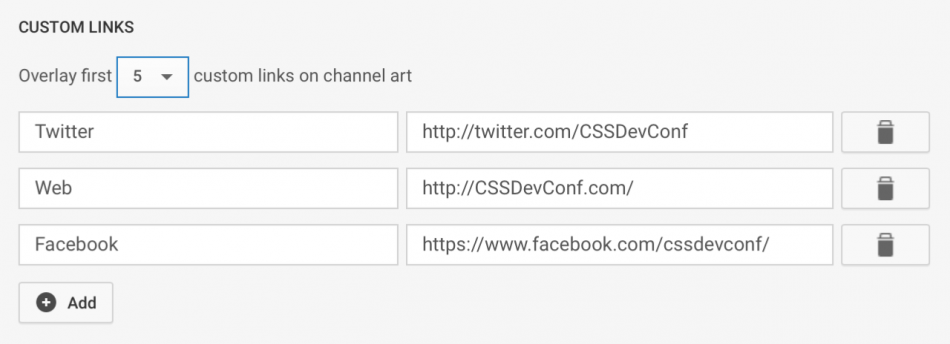 CUSTOM LINKS
Overlay first 5 custom links on channel art
Twitter http://twitter.com/CSSDevConf
Web http://CSSDevConf.com/
Facebook https://www.facebook.com/cssdevconf/
Add